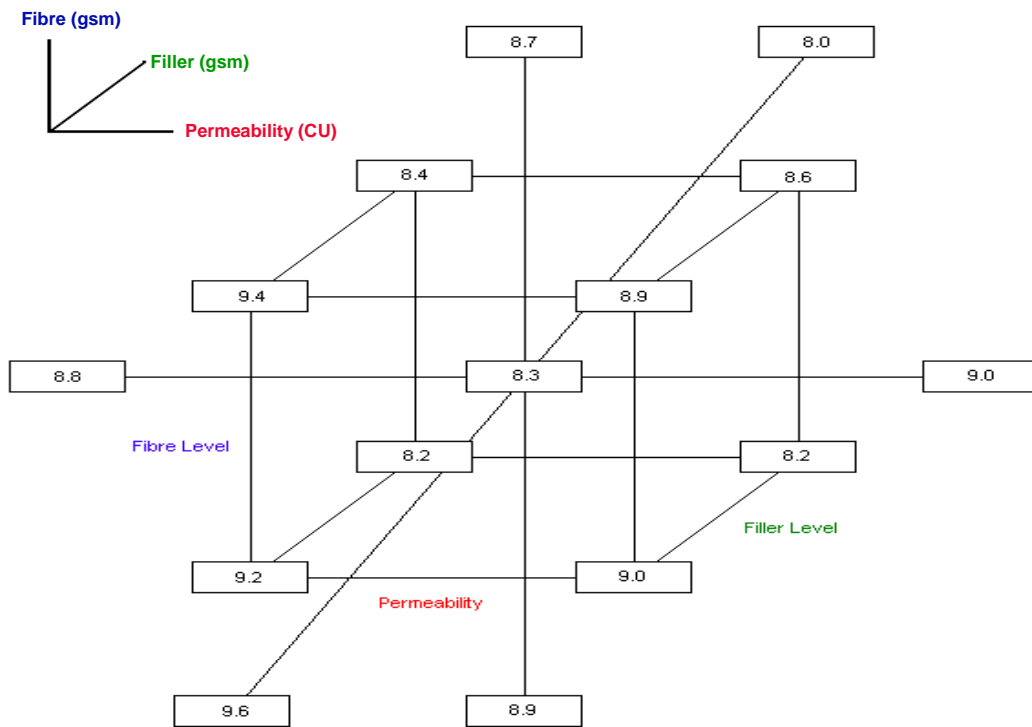 Fibre (gsm)
Filler (gsm)
Permeability (CU)
8.7
8.0
8.4
8.6
9.4
8.9
8.8
8.3
9.0
Fibre Level
8.2
8.2
Filler Level
9.2
9.0
Permeability
9.6
8.9